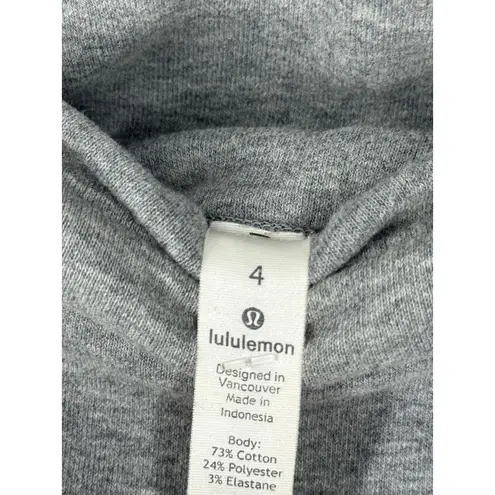 4
lululemon
Designed in
Vancouver
Made in
Indonesia
Body:
73% Cotton
24% Polyester
3% Elastane